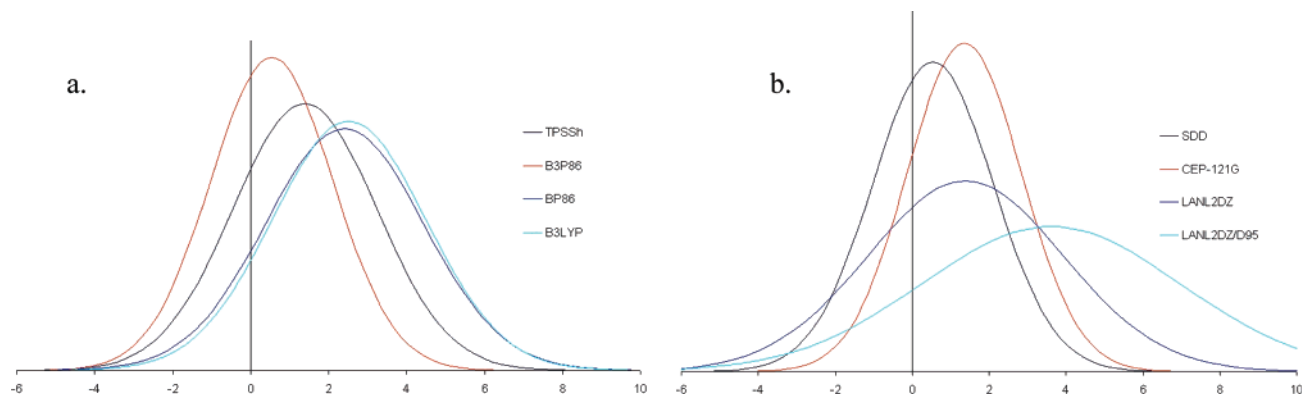 a.
TPSSh
B3P86
BP86
B3LYP
-6 -4 -2 0 2 4 6 8 10
b.
SDD
CEP-121G
LANL2DZ
LANL2DZ/D95
-6 -4 -2 0 2 4 6 8 10